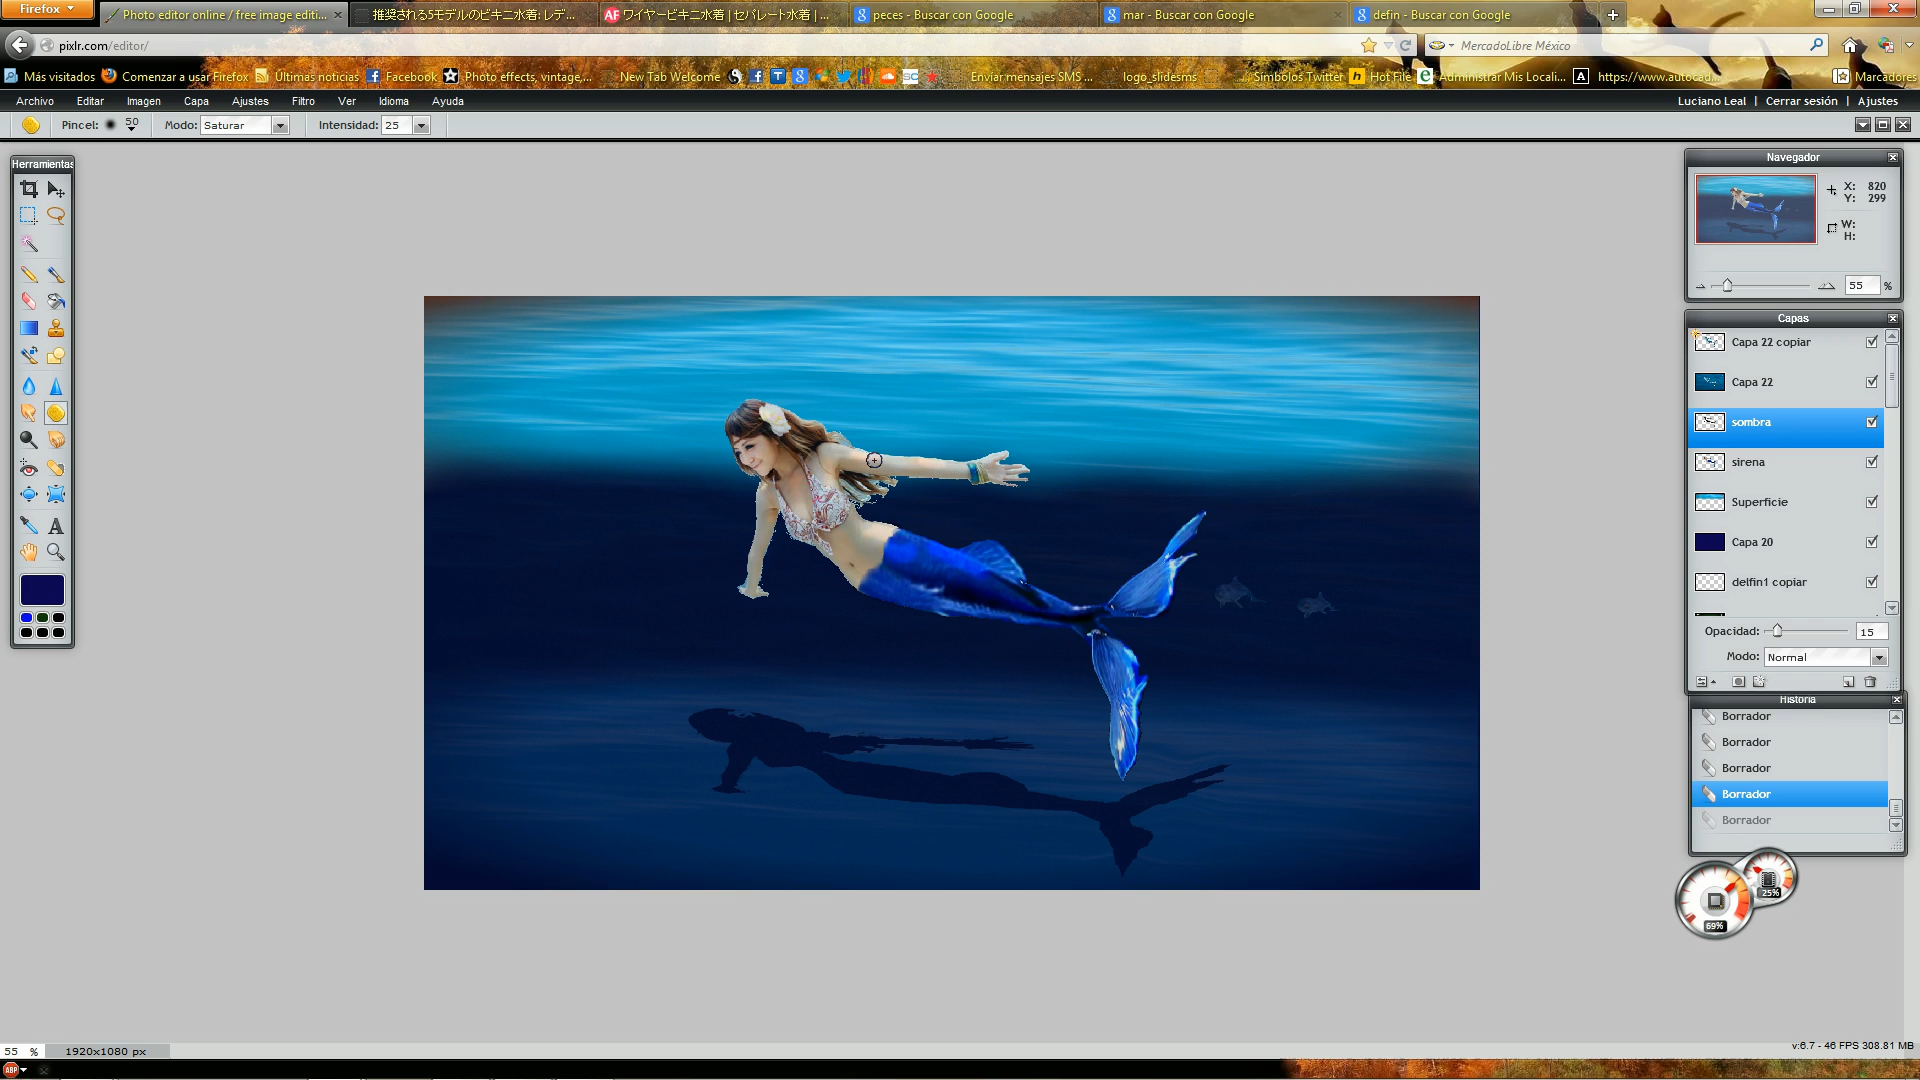 Firefox
Photo editor online / free image editi...
推奨される5モデルのビキニ水着: レデ...
AF ワイヤービキニ水着 | セパレート水着 | ...
peces - Buscar con Google
mar - Buscar con Google
defin - Buscar con Google
pixlr.com/editor/
MercadoLibre México
Más visitados
Comenzar a usar Firefox
Últimas noticias
Facebook
Photo effects, vintage,...
New Tab Welcome
Enviar mensajes SMS ...
logo_slidesms
Simbolos Twitter
Hot File
Administrar Mis Locali...
https://www.autocad...
Marcadores
Archivo Editar Imagen Capa Ajustes Filtro Ver Idioma Ayuda
Luciano Leal | Cerrar sesión | Ajustes
Pincel: 50 Modo: Saturar Intensidad: 25
Herramientas
Navegador
X: 820
Y: 299
W:
H:
55 %
Capas
Capa 22 copiar
Capa 22
sombra
sirena
Superficie
Capa 20
delfin1 copiar
Opacidad: 15
Modo: Normal
Historia
Borrador
Borrador
Borrador
Borrador
Borrador
25%
69%
55 % 1920x1080 px
v:6.7 - 46 FPS 308.81 MB
ABP